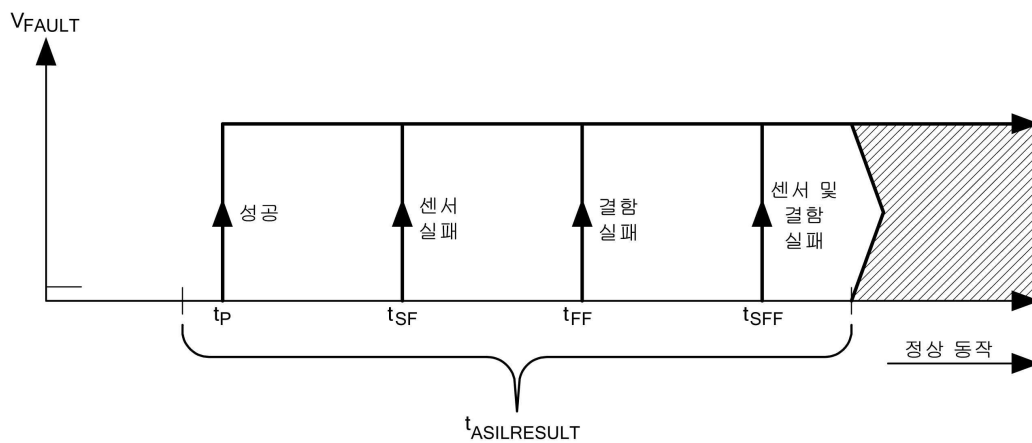 VFAULT
성공
센서
실패
결함
실패
센서 및
결함
실패
tP
tSF
tFF
tSFF
정상 동작
tASILRESULT